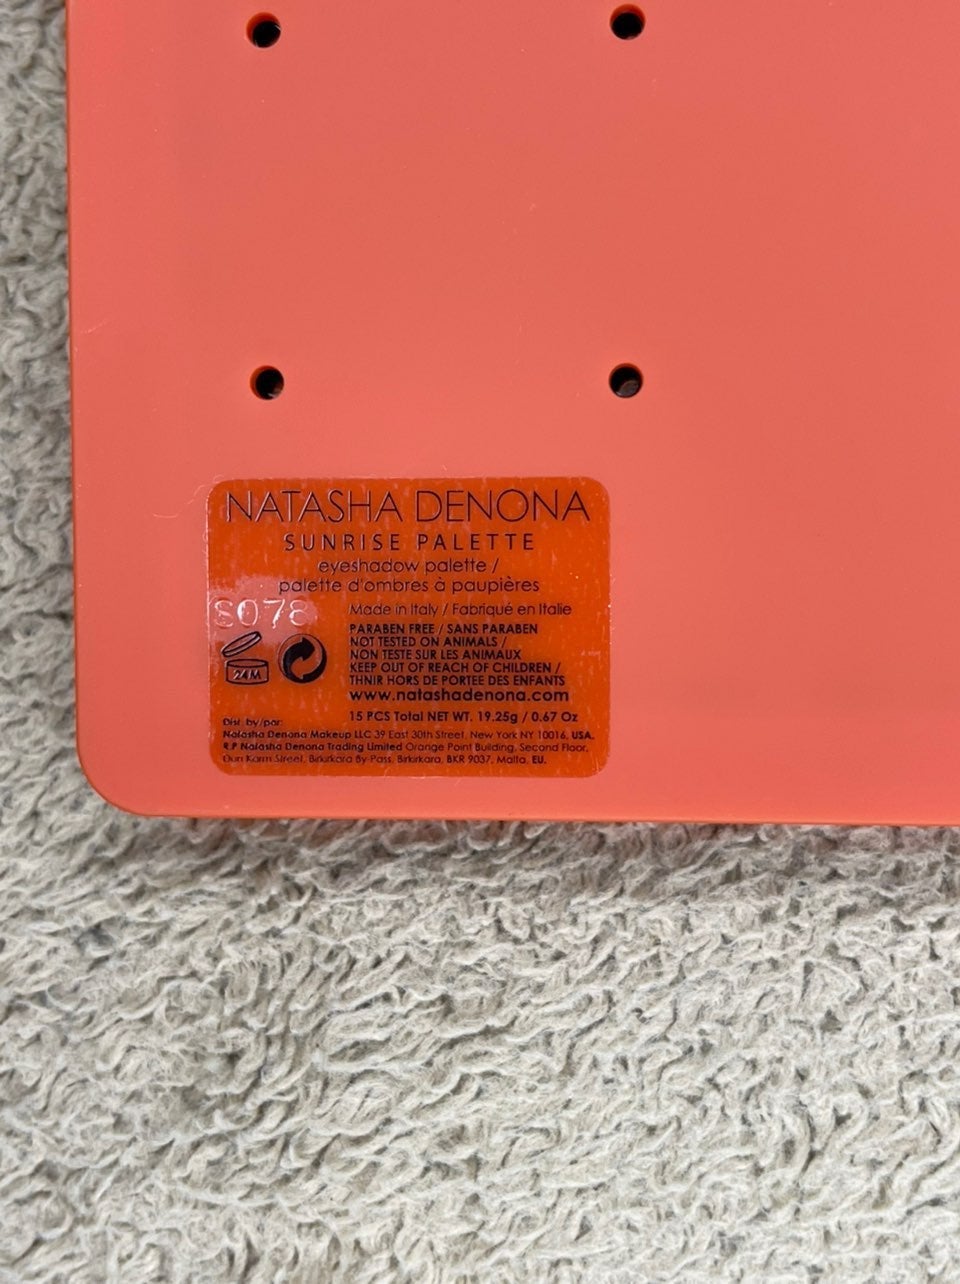 NATASHA DENONA
SUNRISE PALETTE
eyeshadow palette /
palette d'ombres à paupières
S078
Made in Italy / Fabriqué en Italie
PARABEN FREE / SANS PARABEN
NOT TESTED ON ANIMALS /
NON TESTE SUR LES ANIMAUX
KEEP OUT OF REACH OF CHILDREN /
THNIR HORS DE PORTEE DES ENFANTS
www.natashadenona.com
24M
15 PCS Total NET WT. 19.25g / 0.67 Oz
Dist. by/par:
Natasha Denona Makeup LLC 39 East 30th Street, New York NY 10016, USA.
R.P Natasha Denona Trading Limited Orange Point Building, Second Floor,
Dun Karm Street, Birkirkara By-Pass, Birkirkara, BKR 9037, Malta, EU.